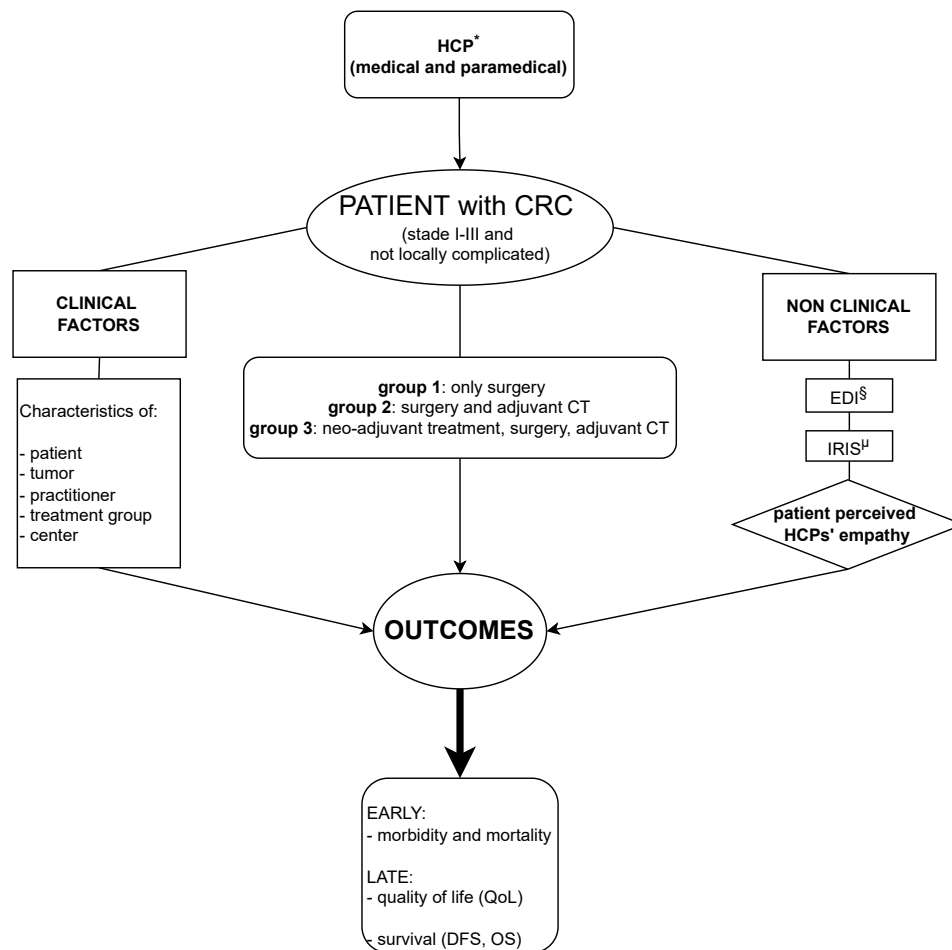 HCP*
(medical and paramedical)
PATIENT with CRC
(stade I-III and
not locally complicated)
CLINICAL
FACTORS
NON CLINICAL
FACTORS
Characteristics of:
- patient
- tumor
- practitioner
- treatment group
- center
group 1: only surgery
group 2: surgery and adjuvant CT
group 3: neo-adjuvant treatment, surgery, adjuvant CT
EDI§
IRISµ
patient perceived
HCPs' empathy
OUTCOMES
EARLY:
- morbidity and mortality
LATE:
- quality of life (QoL)
- survival (DFS, OS)